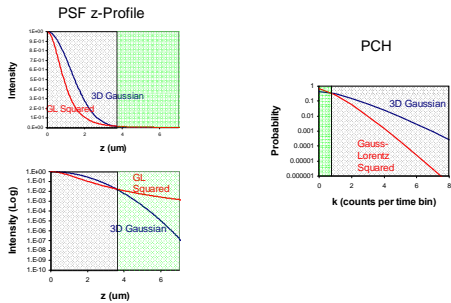 PSF z-Profile
1.E+00
9.E-01
8.E-01
7.E-01
6.E-01
5.E-01
4.E-01
3.E-01
2.E-01
1.E-01
0.E+00
Intensity
3D Gaussian
GL Squared
0 2 4 6
z (um)
1.E+00
1.E-01
1.E-02
1.E-03
1.E-04
1.E-05
1.E-06
1.E-07
1.E-08
1.E-09
1.E-10
Intensity (Log)
GL
Squared
3D Gaussian
0 2 4 6
z (um)
PCH
1
0.1
0.01
0.001
0.0001
0.00001
0.000001
Probability
3D Gaussian
Gauss-
Lorentz
Squared
0 2 4 6 8
k (counts per time bin)